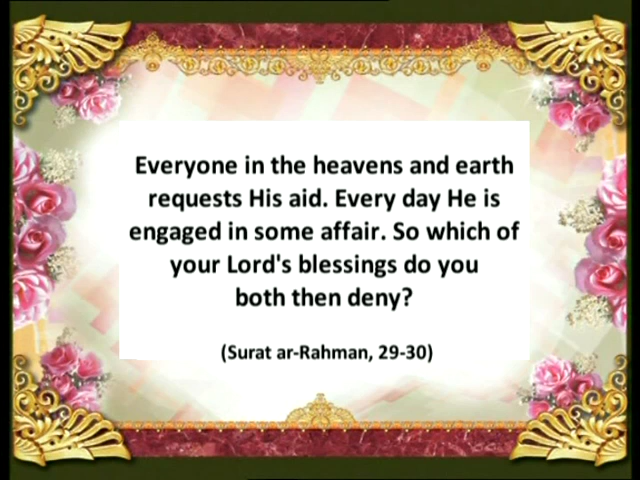 Everyone in the heavens and earth
requests His aid. Every day He is
engaged in some affair. So which of
your Lord's blessings do you
both then deny?
(Surat ar-Rahman, 29-30)